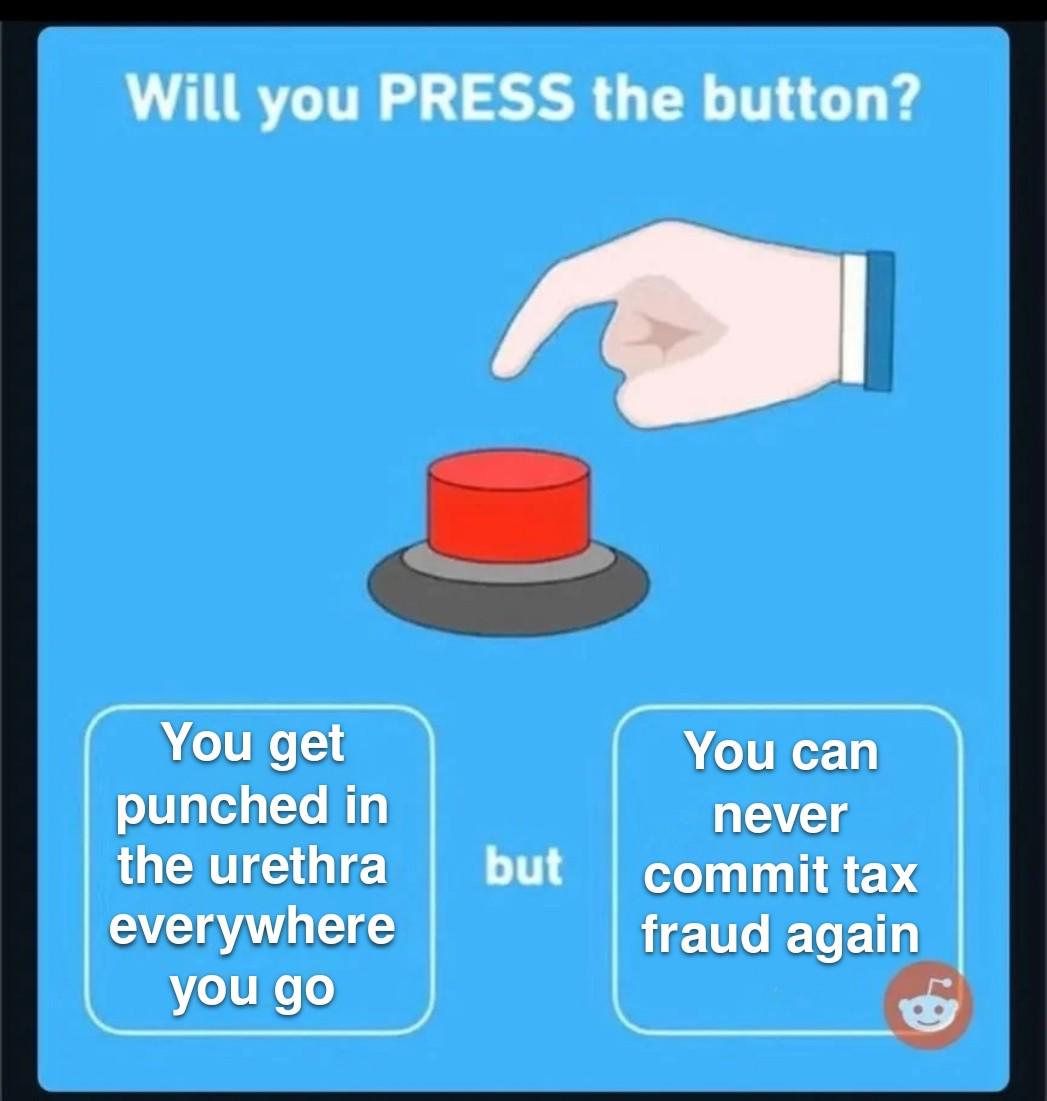 Will you PRESS the button?
You get
punched in
the urethra
everywhere
you go
but
You can
never
commit tax
fraud again